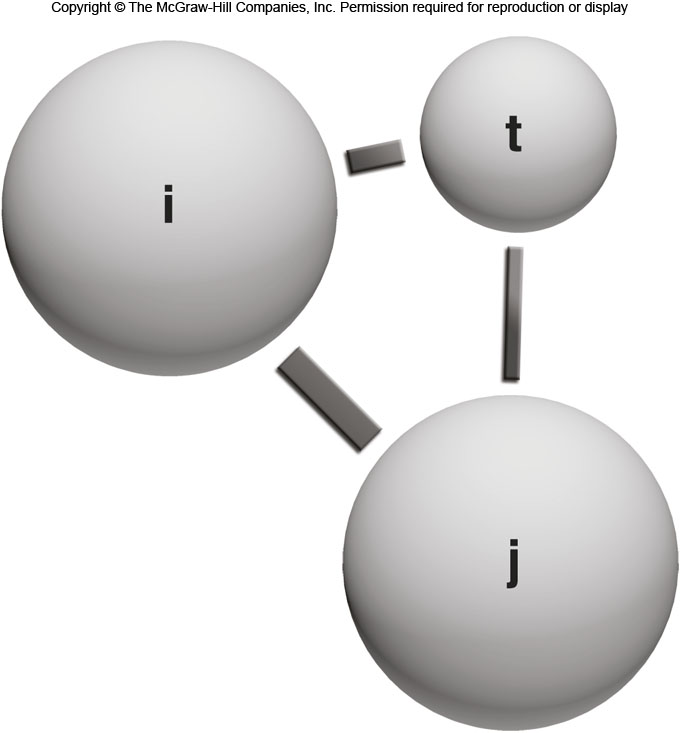 Copyright © The McGraw-Hill Companies, Inc. Permission required for reproduction or display
i
t
j